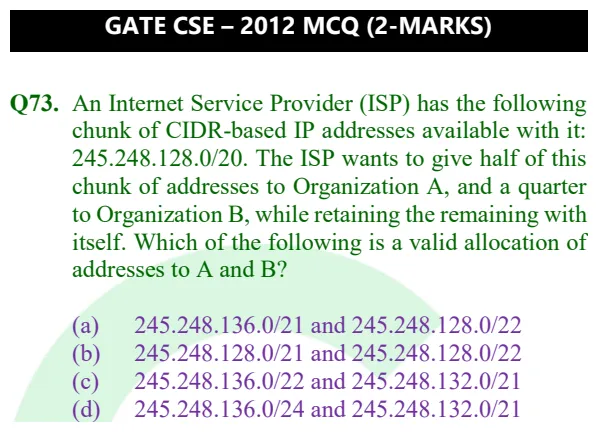 GATE CSE – 2012 MCQ (2-MARKS)
Q73. An Internet Service Provider (ISP) has the following
chunk of CIDR-based IP addresses available with it:
245.248.128.0/20. The ISP wants to give half of this
chunk of addresses to Organization A, and a quarter
to Organization B, while retaining the remaining with
itself. Which of the following is a valid allocation of
addresses to A and B?
(a) 245.248.136.0/21 and 245.248.128.0/22
(b) 245.248.128.0/21 and 245.248.128.0/22
(c) 245.248.136.0/22 and 245.248.132.0/21
(d) 245.248.136.0/24 and 245.248.132.0/21